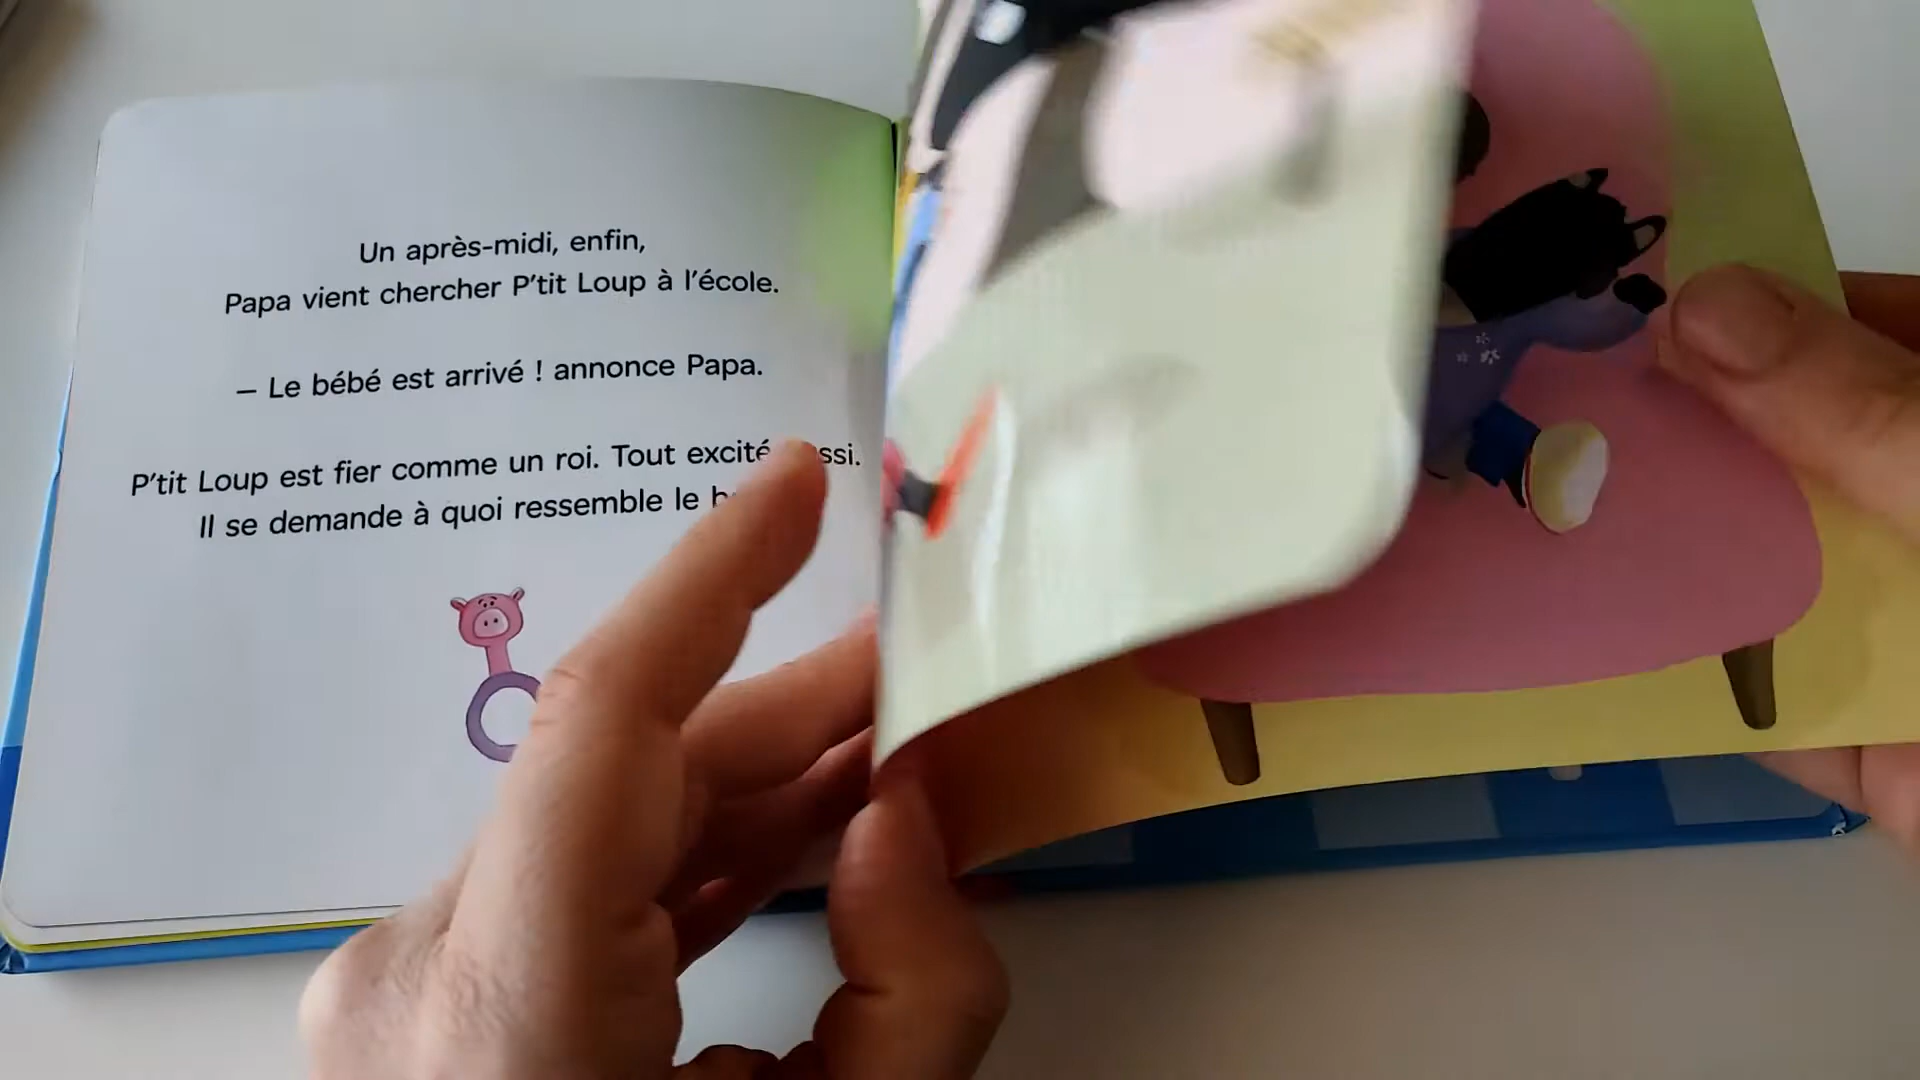 Un après-midi, enfin,
Papa vient chercher P'tit Loup à l'école.
– Le bébé est arrivé ! annonce Papa.
P'tit Loup est fier comme un roi. Tout excité
Il se demande à quoi ressemble le